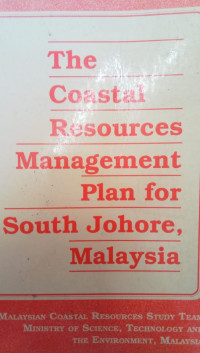 The
Coastal
Resources
Management
Plan for
South Johore,
Malaysia
MALAYSIAN COASTAL RESOURCES STUDY TEAM
MINISTRY OF SCIENCE, TECHNOLOGY AND
THE ENVIRONMENT, MALAYSIA